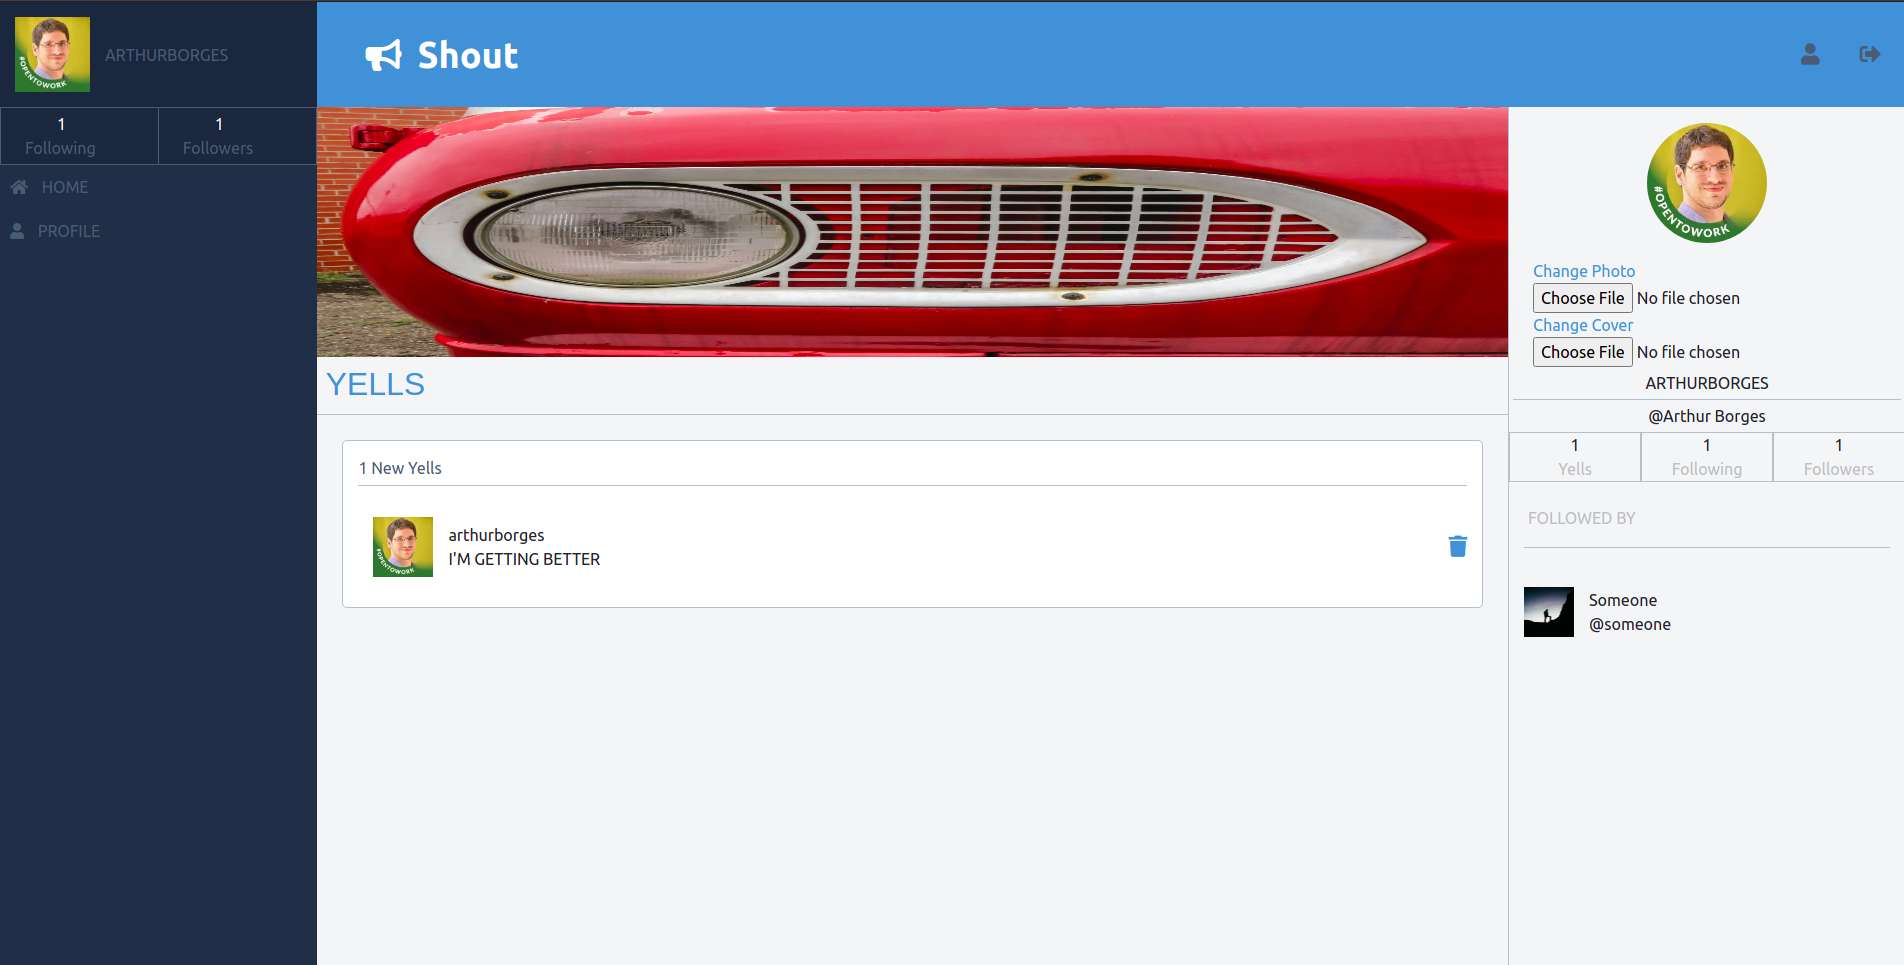 #OPENTOWORK
ARTHURBORGES
1
Following
1
Followers
HOME
PROFILE
Shout
YELLS
1 New Yells
#OPENTOWORK
arthurborges
I'M GETTING BETTER
#OPENTOWORK
Change Photo
Choose File No file chosen
Change Cover
Choose File No file chosen
ARTHURBORGES
@Arthur Borges
1
Yells
1
Following
1
Followers
FOLLOWED BY
Someone
@someone